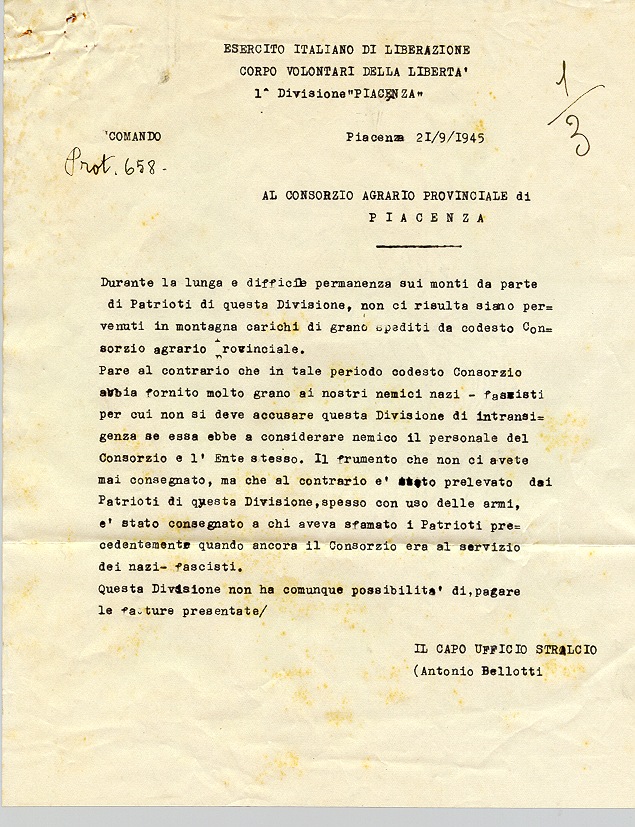 ESERCITO ITALIANO DI LIBERAZIONE
CORPO VOLONTARI DELLA LIBERTA'
1^ Divisione"PIACENZA"
1/3
COMANDO
Piacenza 21/9/1945
Prot. 658.
AL CONSORZIO AGRARIO PROVINCIALE di
P I A C E N Z A
Durante la lunga e difficile permanenza sui monti da parte
di Patrioti di questa Divisione, non ci risulta siano per=
venuti in montagna carichi di grano spediti da codesto Con=
sorzio agrario Provinciale.
Pare al contrario che in tale periodo codesto Consorzio
abbia fornito molto grano ai nostri nemici nazi - fascisti
per cui non si deve accusare questa Divisione di intransi=
genza se essa ebbe a considerare nemico il personale del
Consorzio e l' Ente stesso. Il frumento che non ci avete
mai consegnato, ma che al contrario e' stato prelevato dai
Patrioti di questa Divisione,spesso con uso delle armi,
e' stato consegnato a chi aveva sfamato i Patrioti pre=
cedentemente quando ancora il Consorzio era al servizio
dei nazi- fascisti.
Questa Divisione non ha comunque possibilita' di,pagare
le fatture presentate/
IL CAPO UFFICIO STRALCIO
(Antonio Bellotti